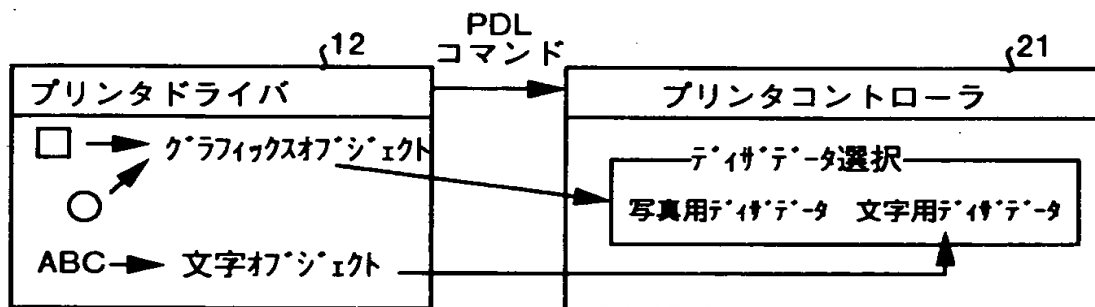 12
PDL
コマンド
21
プリンタドライバ
プリンタコントローラ
グラフィックスオブジェクト
ディザデータ選択
写真用ディザデータ 文字用ディザデータ
ABC 文字オブジェクト